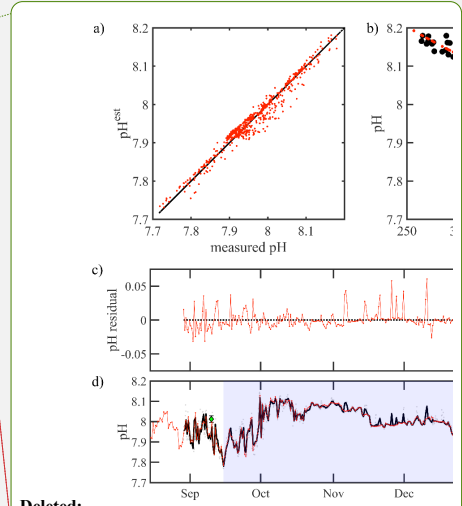 a)
8.2
8.1
8
7.9
7.8
7.7
pH^est
7.7 7.8 7.9 8 8.1
measured pH
b)
8.2
8.1
8
7.9
7.8
7.7
pH
250 3
c)
0.05
0
-0.05
pH residual
d)
8.2
8.1
8
7.9
7.8
7.7
pH
Sep Oct Nov Dec
Deleted: